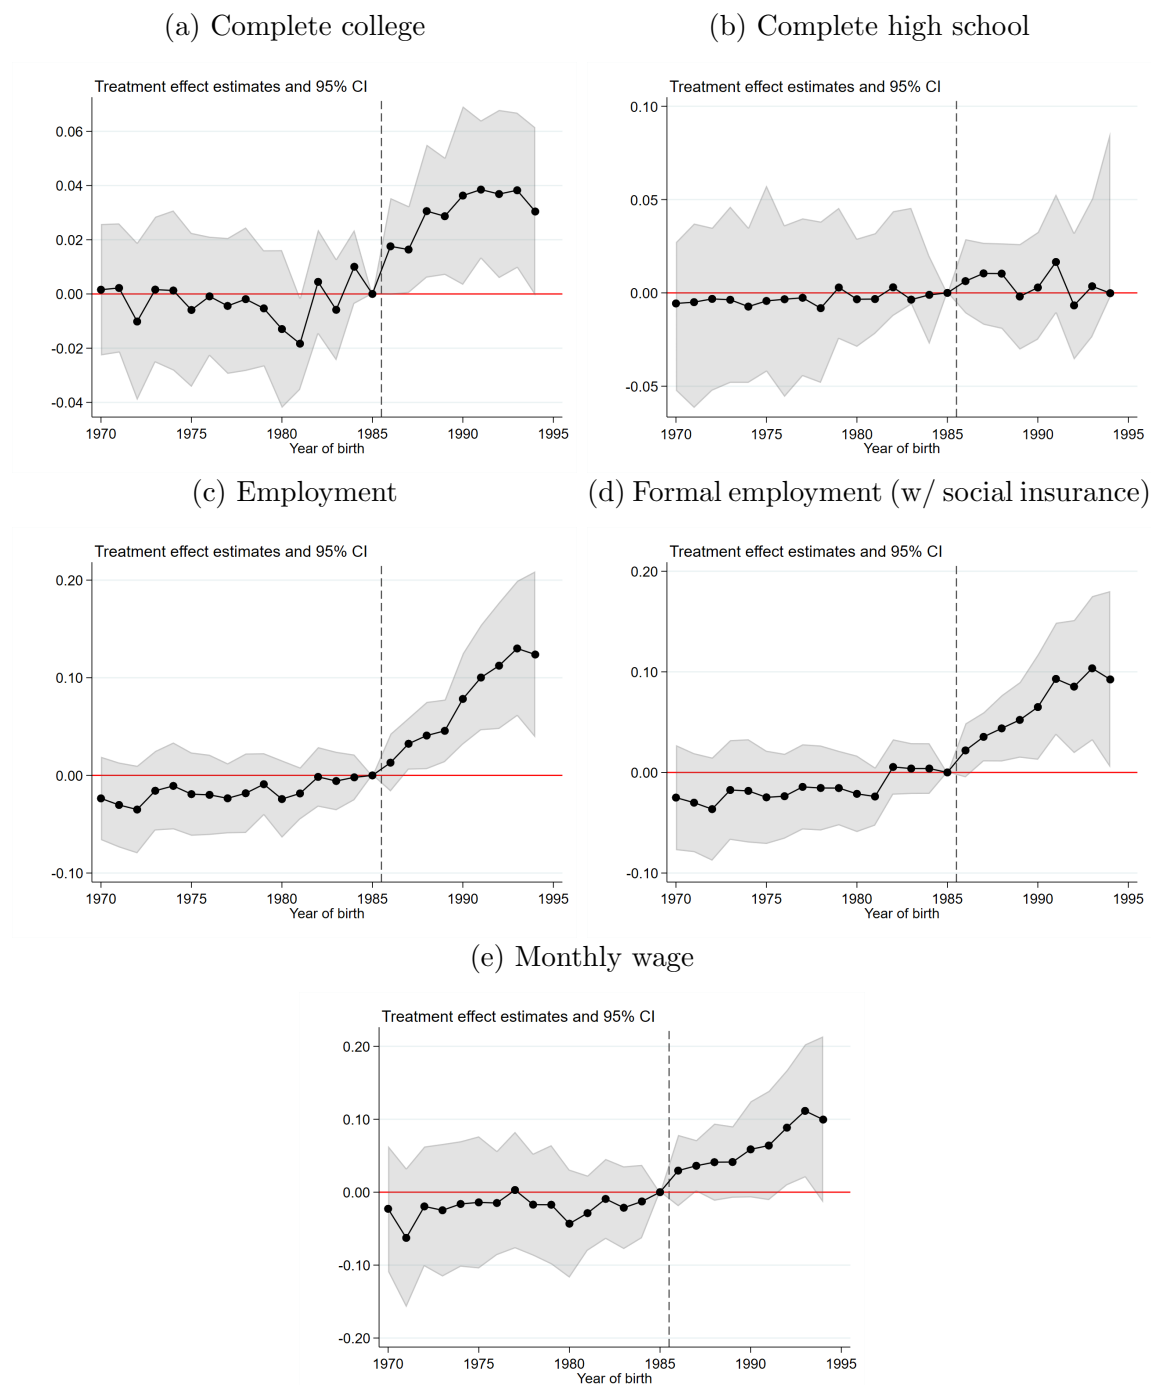 (a) Complete college
Treatment effect estimates and 95% CI
0.06
0.04
0.02
0.00
-0.02
-0.04
1970 1975 1980 1985 1990 1995
Year of birth
(b) Complete high school
Treatment effect estimates and 95% CI
0.10
0.05
0.00
-0.05
1970 1975 1980 1985 1990 1995
Year of birth
(c) Employment
Treatment effect estimates and 95% CI
0.20
0.10
0.00
-0.10
1970 1975 1980 1985 1990 1995
Year of birth
(d) Formal employment (w/ social insurance)
Treatment effect estimates and 95% CI
0.20
0.10
0.00
-0.10
1970 1975 1980 1985 1990 1995
Year of birth
(e) Monthly wage
Treatment effect estimates and 95% CI
0.20
0.10
0.00
-0.10
-0.20
1970 1975 1980 1985 1990 1995
Year of birth